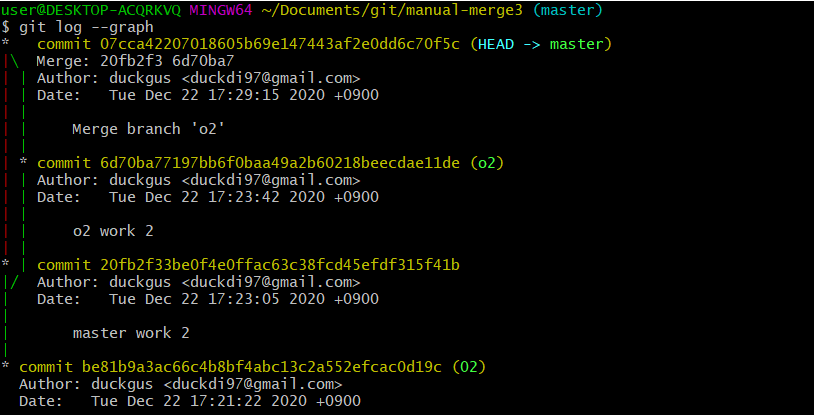 user@DESKTOP-ACQRKVQ MINGW64 ~/Documents/git/manual-merge3 (master)
$ git log --graph
*   commit 07cca42207018605b69e147443af2e0dd6c70f5c (HEAD -> master)
|\  Merge: 20fb2f3 6d70ba7
| | Author: duckgus <duckdi97@gmail.com>
| | Date:   Tue Dec 22 17:29:15 2020 +0900
| |
| |     Merge branch 'o2'
| |
| * commit 6d70ba77197bb6f0baa49a2b60218beecdae11de (o2)
| | Author: duckgus <duckdi97@gmail.com>
| | Date:   Tue Dec 22 17:23:42 2020 +0900
| |
| |     o2 work 2
| |
* | commit 20fb2f33be0f4e0ffac63c38fcd45efdf315f41b
|/  Author: duckgus <duckdi97@gmail.com>
|   Date:   Tue Dec 22 17:23:05 2020 +0900
|
|       master work 2
|
* commit be81b9a3ac66c4b8bf4abc13c2a552efcac0d19c (O2)
  Author: duckgus <duckdi97@gmail.com>
  Date:   Tue Dec 22 17:21:22 2020 +0900